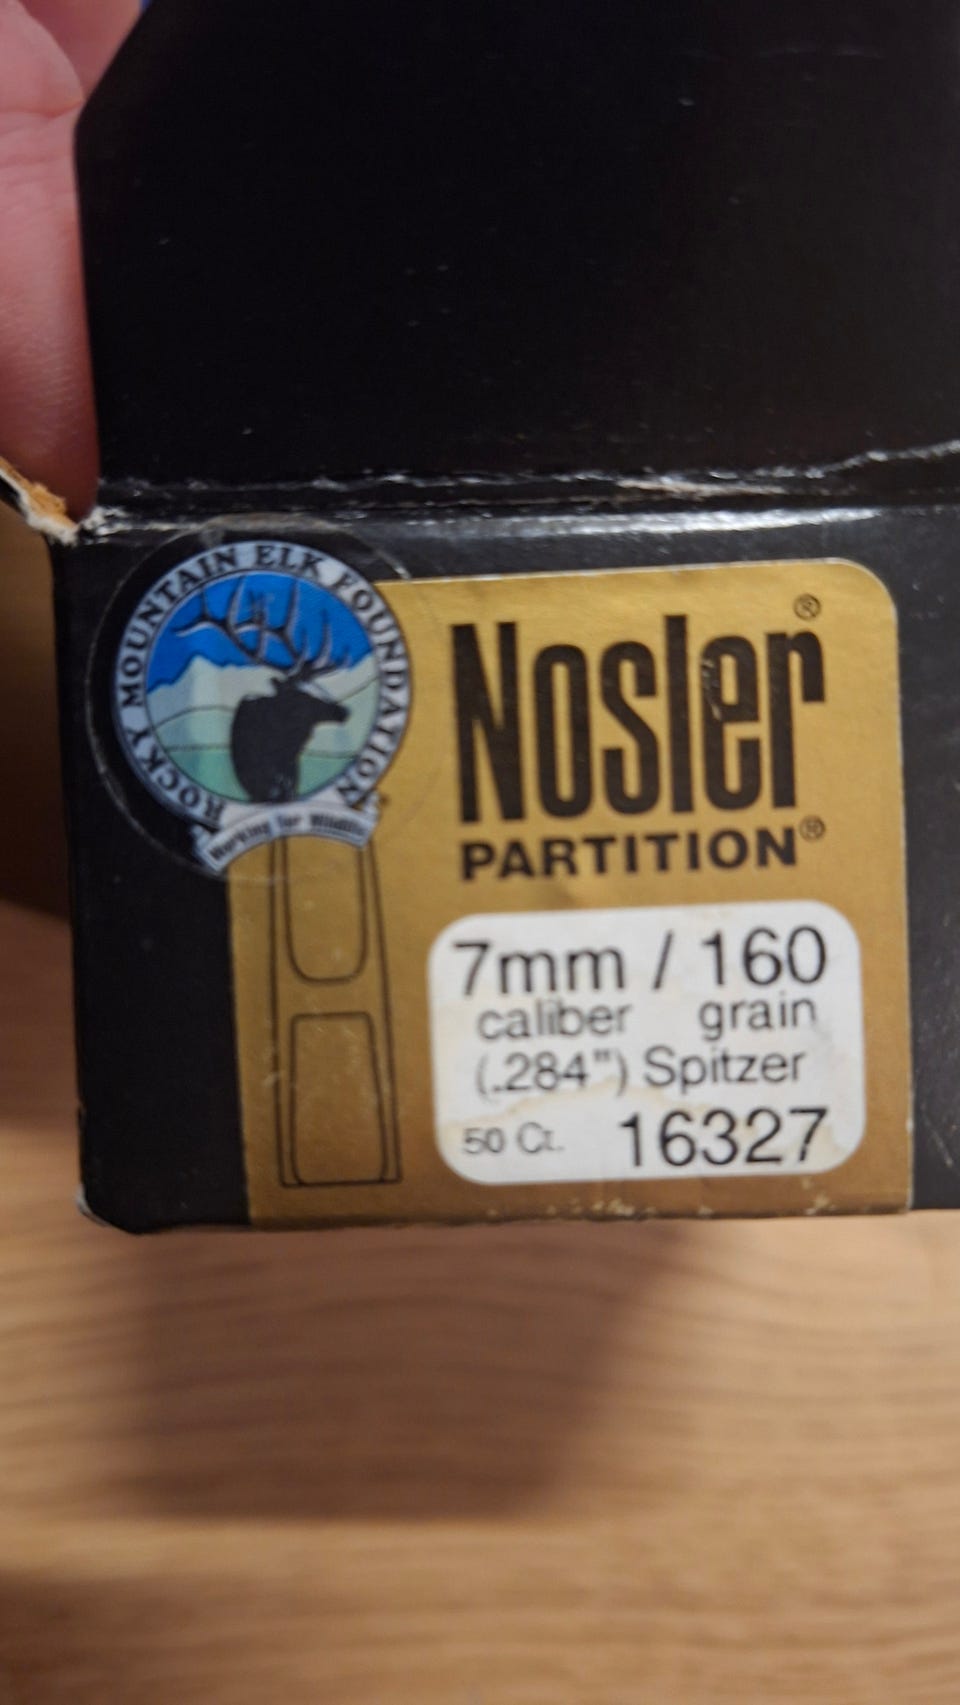 ROCKY MOUNTAIN ELK FOUNDATION
Working for Wildlife
Nosler®
PARTITION®
7mm / 160
caliber grain
(.284") Spitzer
50 Ct. 16327